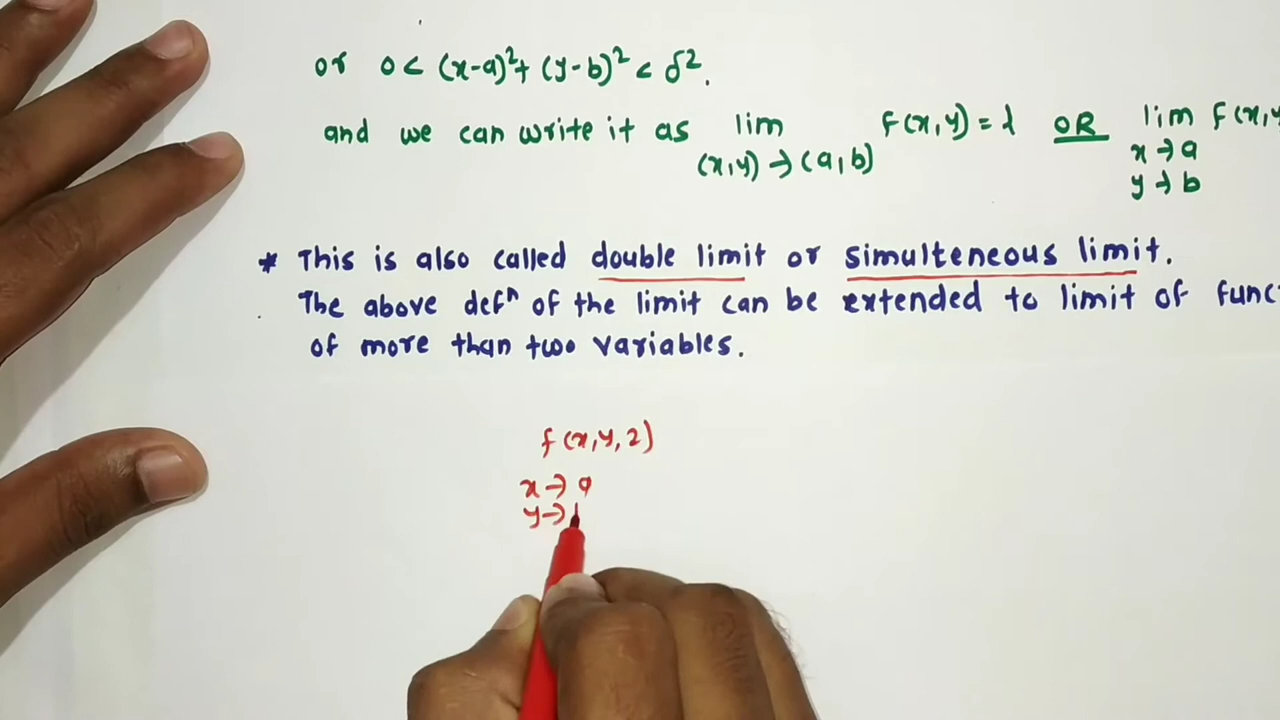 or 0 < (x-a)²+ (y-b)² < δ².
and we can write it as lim f(x,y) = l OR lim f(x,y
(x,y) → (a,b) x → a
y → b
* This is also called double limit or simulteneous limit.
The above defⁿ of the limit can be extended to limit of func
of more than two variables.
f(x,y,z)
x → a
y →